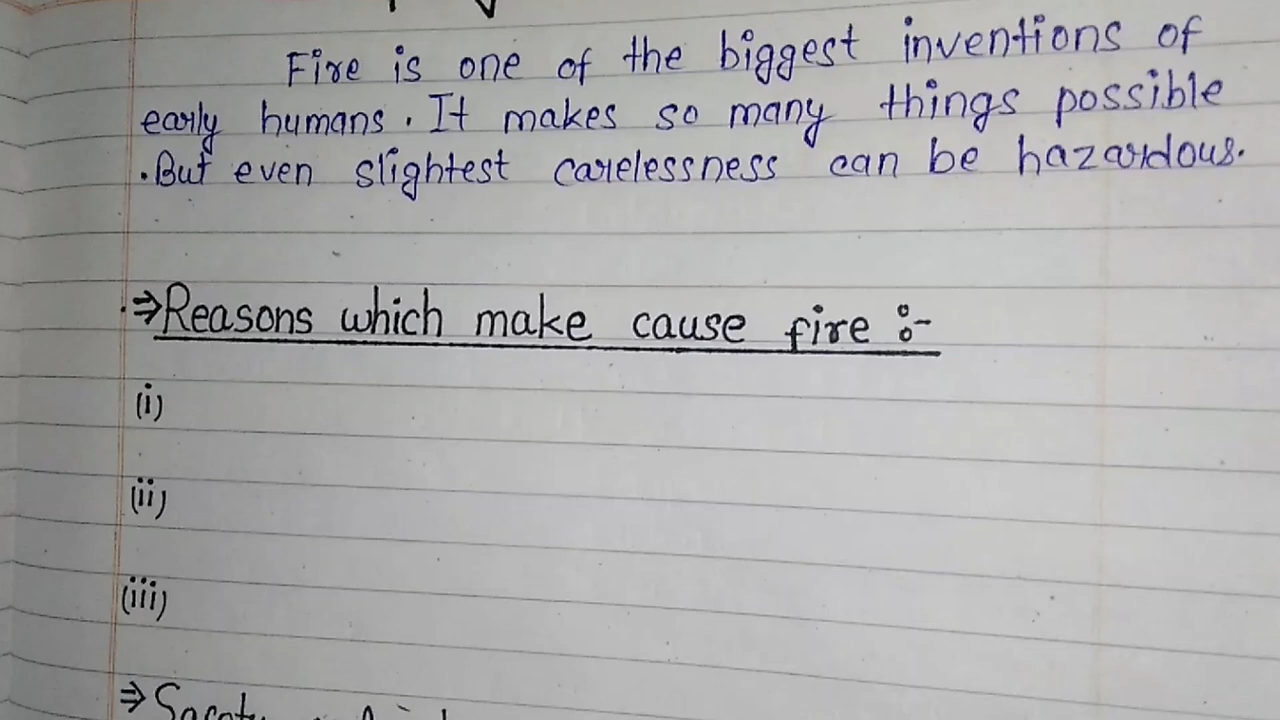 Fire is one of the biggest inventions of
early humans. It makes so many things possible
.But even slightest carelessness can be hazardous.
⇒Reasons which make cause fire :-
(i)
(ii)
(iii)
⇒